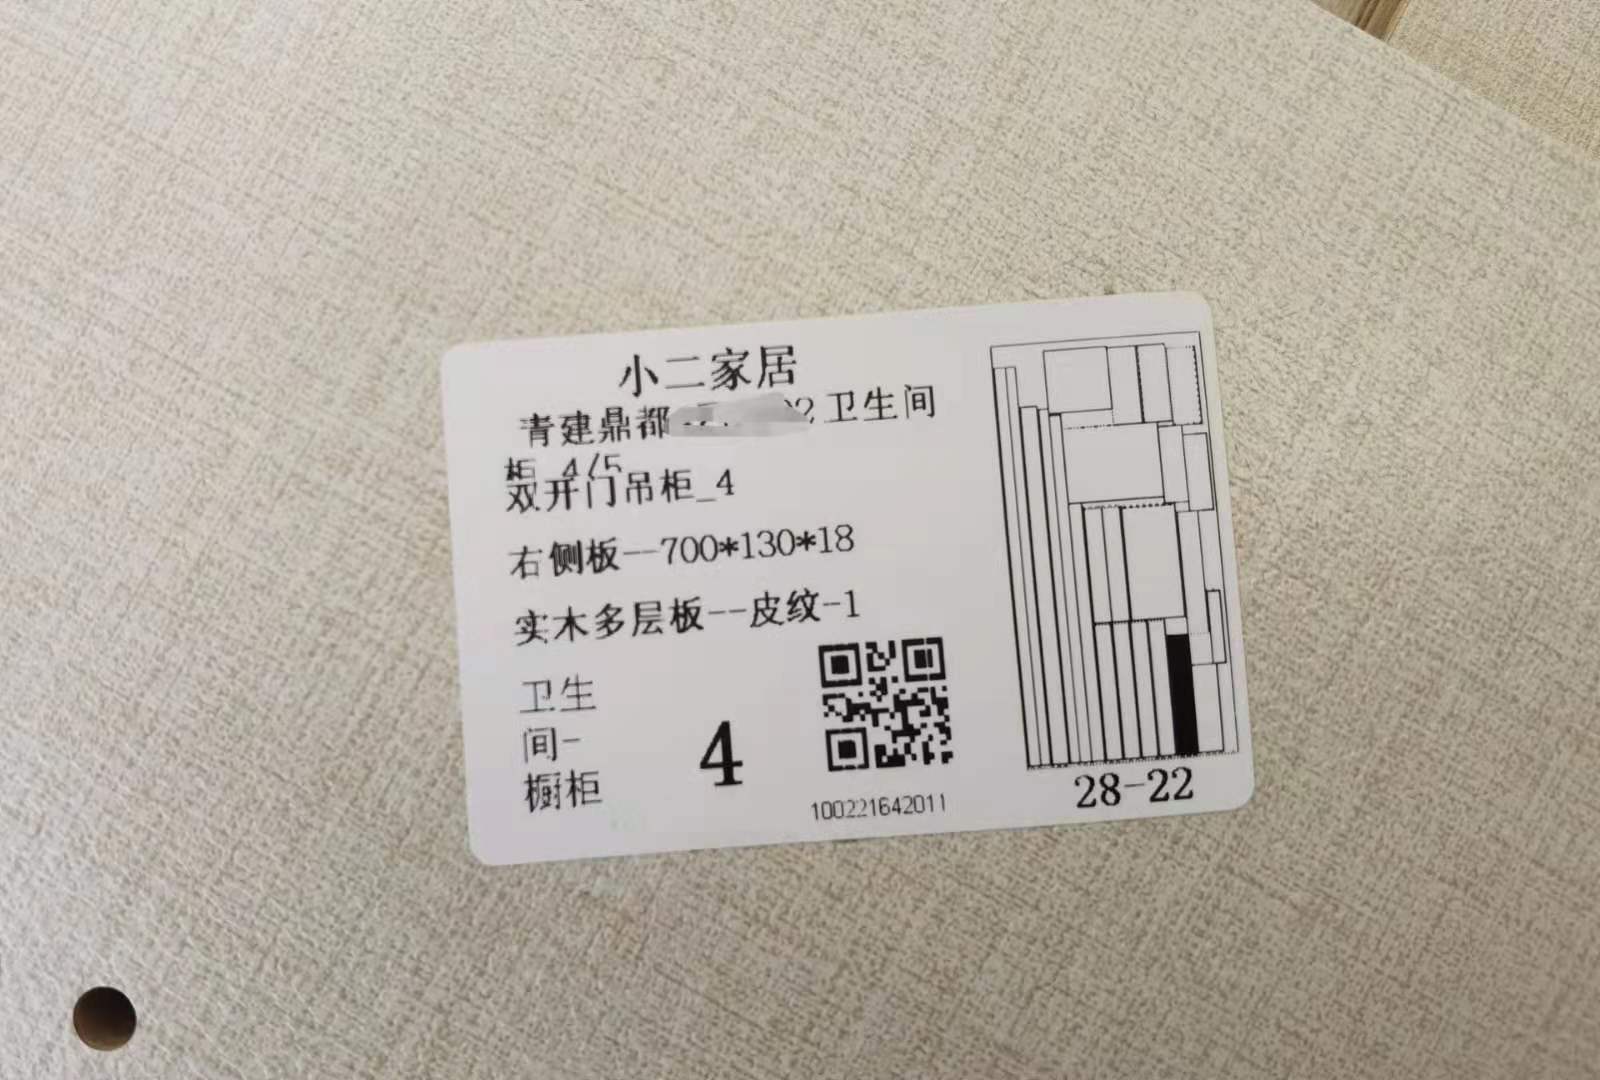 小二家居
青建鼎都 卫生间
柜_4/5
双开门吊柜_4
右侧板--700*130*18
实木多层板--皮纹-1
卫生
间-
橱柜
4
100221642011
28-22